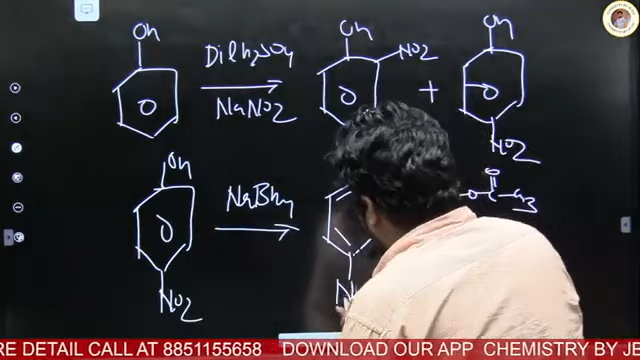 OH
OH
OH
Dil H2SO4
NO2
NaNO2
+
NO2
OH
NaBH4
O
O-C-CH3
NO2
N
RE DETAIL CALL AT 8851155658 DOWNLOAD OUR APP CHEMISTRY BY J